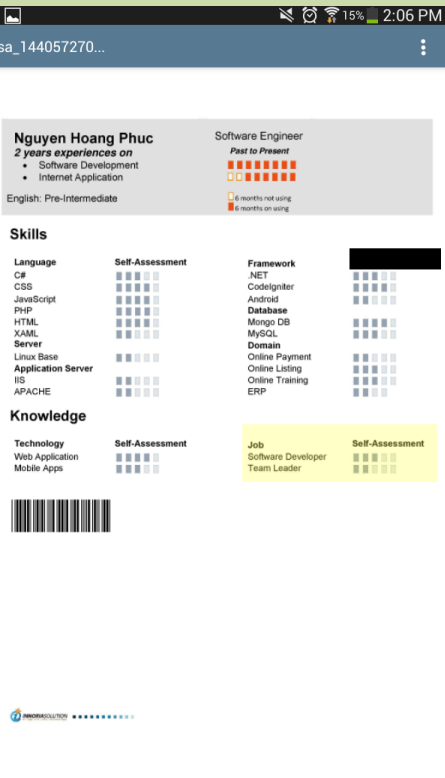 15% 2:06 PM
sa_144057270...
Nguyen Hoang Phuc
2 years experiences on
• Software Development
• Internet Application
English: Pre-Intermediate
Software Engineer
Past to Present
6 months not using
6 months on using
Skills
Language Self-Assessment
C#
CSS
JavaScript
PHP
HTML
XAML
Server
Linux Base
Application Server
IIS
APACHE
Framework
.NET
CodeIgniter
Android
Database
Mongo DB
MySQL
Domain
Online Payment
Online Listing
Online Training
ERP
Knowledge
Technology Self-Assessment
Web Application
Mobile Apps
Job Self-Assessment
Software Developer
Team Leader
INNORIASOLUTION